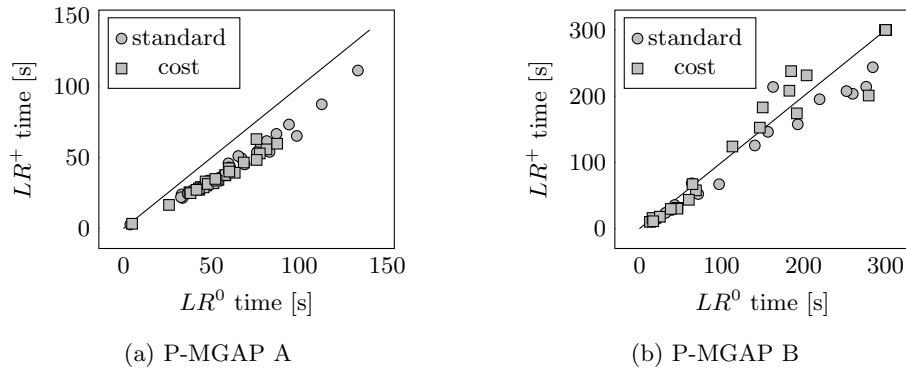 150
100
50
0
LR⁺ time [s]
standard
cost
0 50 100 150
LR⁰ time [s]
(a) P-MGAP A
300
200
100
0
LR⁺ time [s]
standard
cost
0 100 200 300
LR⁰ time [s]
(b) P-MGAP B